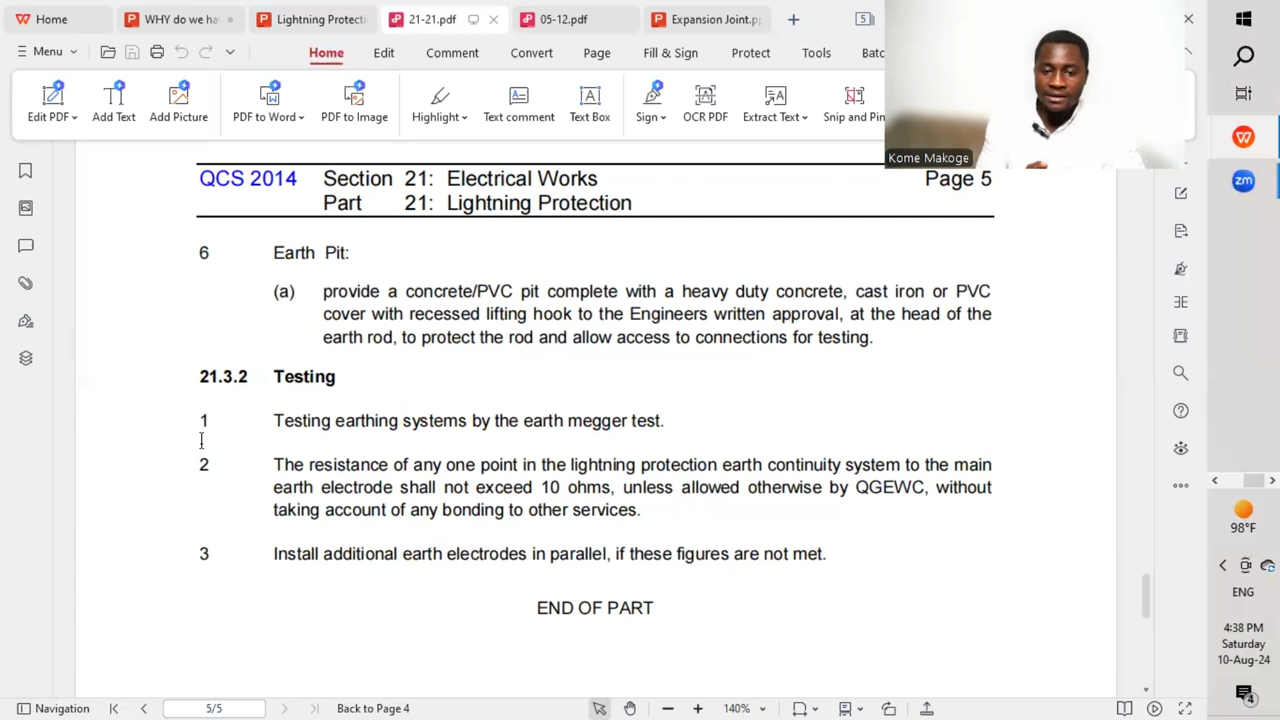 Home
WHY do we ha
Lightning Protecti
21-21.pdf
05-12.pdf
Expansion Joint.p
5
Menu
Home
Edit
Comment
Convert
Page
Fill & Sign
Protect
Tools
Batc
Edit PDF
Add Text
Add Picture
PDF to Word
PDF to Image
Highlight
Text comment
Text Box
Sign
OCR PDF
Extract Text
Snip and Pin
Kome Makoge
QCS 2014 Section 21: Electrical Works Page 5
Part 21: Lightning Protection
6 Earth Pit:
(a) provide a concrete/PVC pit complete with a heavy duty concrete, cast iron or PVC
cover with recessed lifting hook to the Engineers written approval, at the head of the
earth rod, to protect the rod and allow access to connections for testing.
21.3.2 Testing
1 Testing earthing systems by the earth megger test.
2 The resistance of any one point in the lightning protection earth continuity system to the main
earth electrode shall not exceed 10 ohms, unless allowed otherwise by QGEWC, without
taking account of any bonding to other services.
3 Install additional earth electrodes in parallel, if these figures are not met.
END OF PART
Navigation
5/5
Back to Page 4
140%
zm
98°F
ENG
4:38 PM
Saturday
10-Aug-24
4